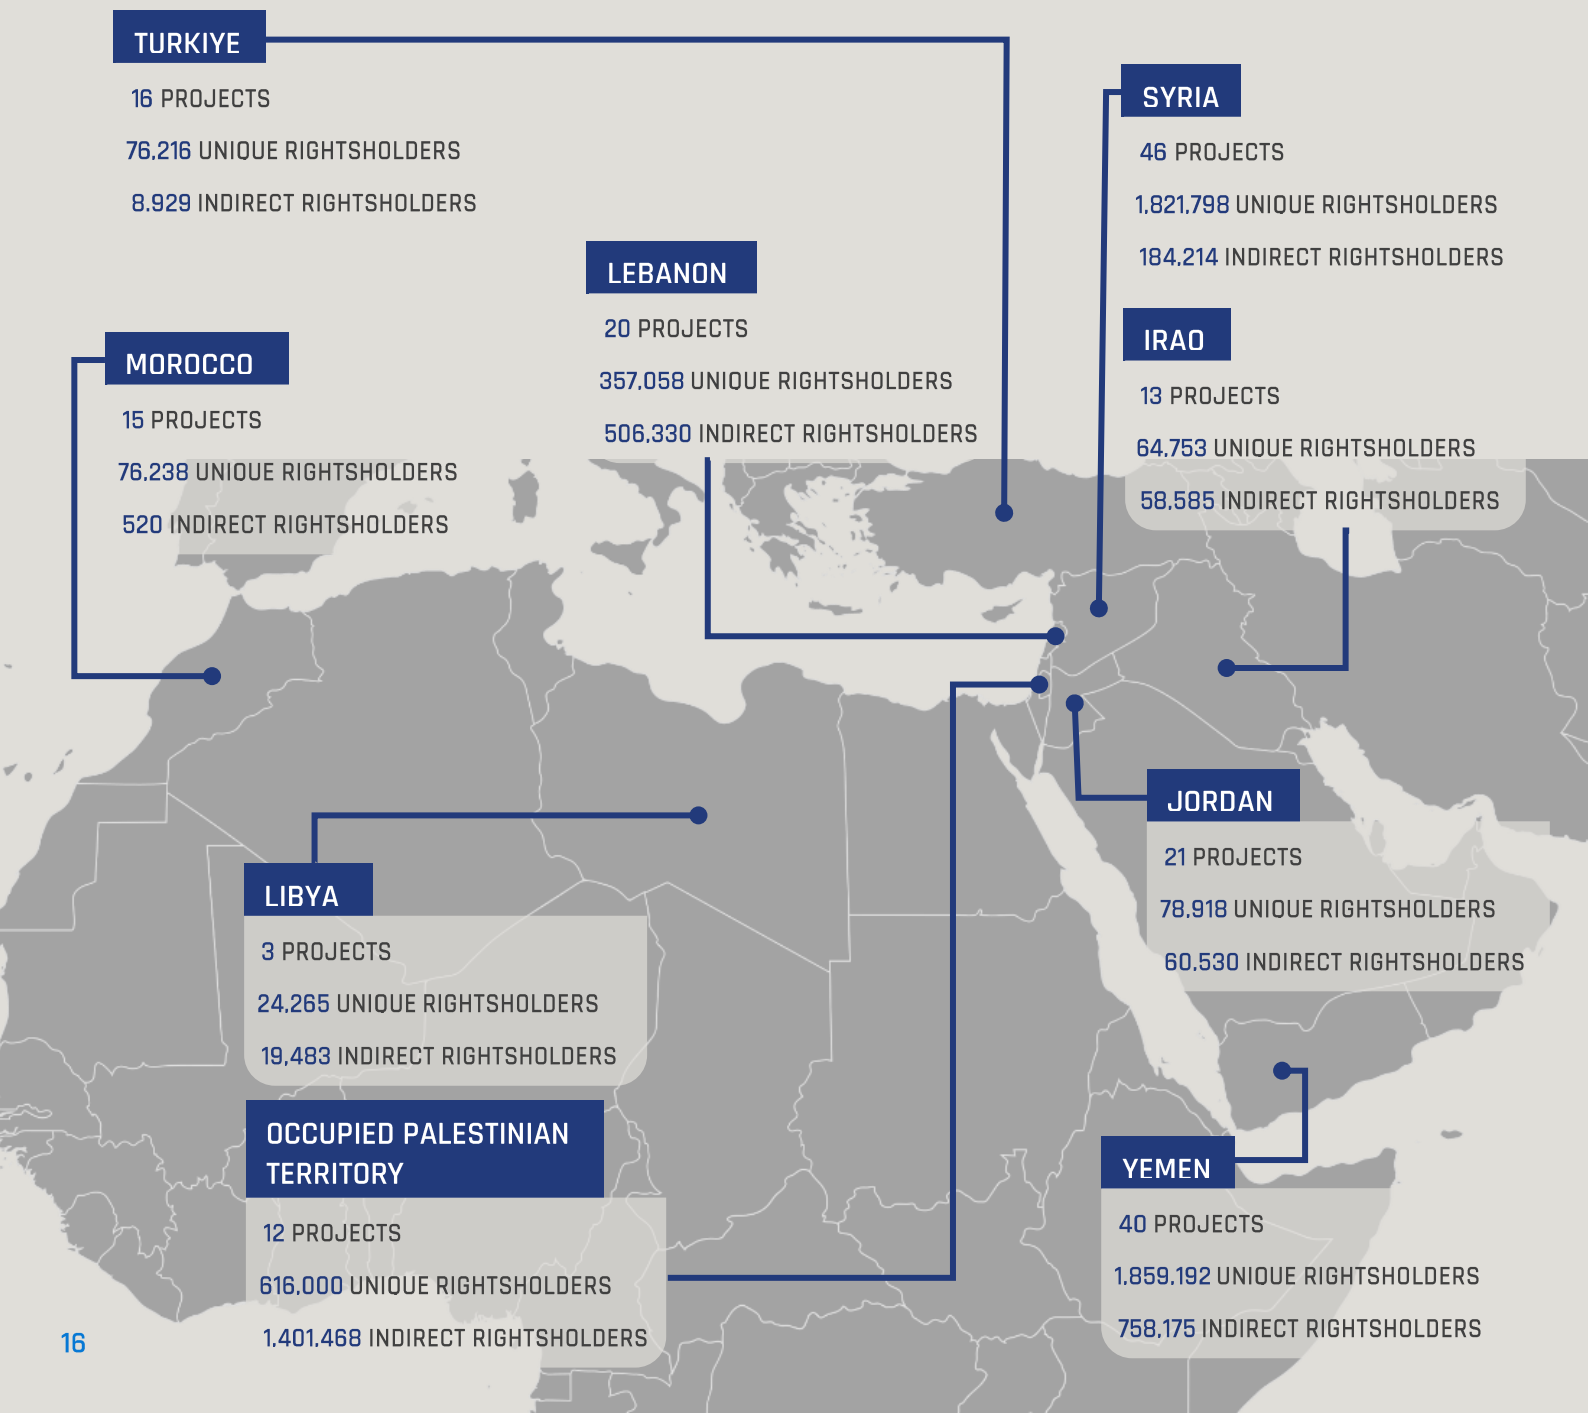 TURKIYE
16 PROJECTS
76,216 UNIQUE RIGHTSHOLDERS
8.929 INDIRECT RIGHTSHOLDERS
SYRIA
46 PROJECTS
1,821,798 UNIQUE RIGHTSHOLDERS
184,214 INDIRECT RIGHTSHOLDERS
LEBANON
20 PROJECTS
357,058 UNIQUE RIGHTSHOLDERS
506,330 INDIRECT RIGHTSHOLDERS
IRAQ
13 PROJECTS
64,753 UNIQUE RIGHTSHOLDERS
58,585 INDIRECT RIGHTSHOLDERS
MOROCCO
15 PROJECTS
76,238 UNIQUE RIGHTSHOLDERS
520 INDIRECT RIGHTSHOLDERS
JORDAN
21 PROJECTS
78,918 UNIQUE RIGHTSHOLDERS
60,530 INDIRECT RIGHTSHOLDERS
LIBYA
3 PROJECTS
24,265 UNIQUE RIGHTSHOLDERS
19,483 INDIRECT RIGHTSHOLDERS
OCCUPIED PALESTINIAN
TERRITORY
12 PROJECTS
616,000 UNIQUE RIGHTSHOLDERS
1,401,468 INDIRECT RIGHTSHOLDERS
YEMEN
40 PROJECTS
1,859,192 UNIQUE RIGHTSHOLDERS
758,175 INDIRECT RIGHTSHOLDERS
16